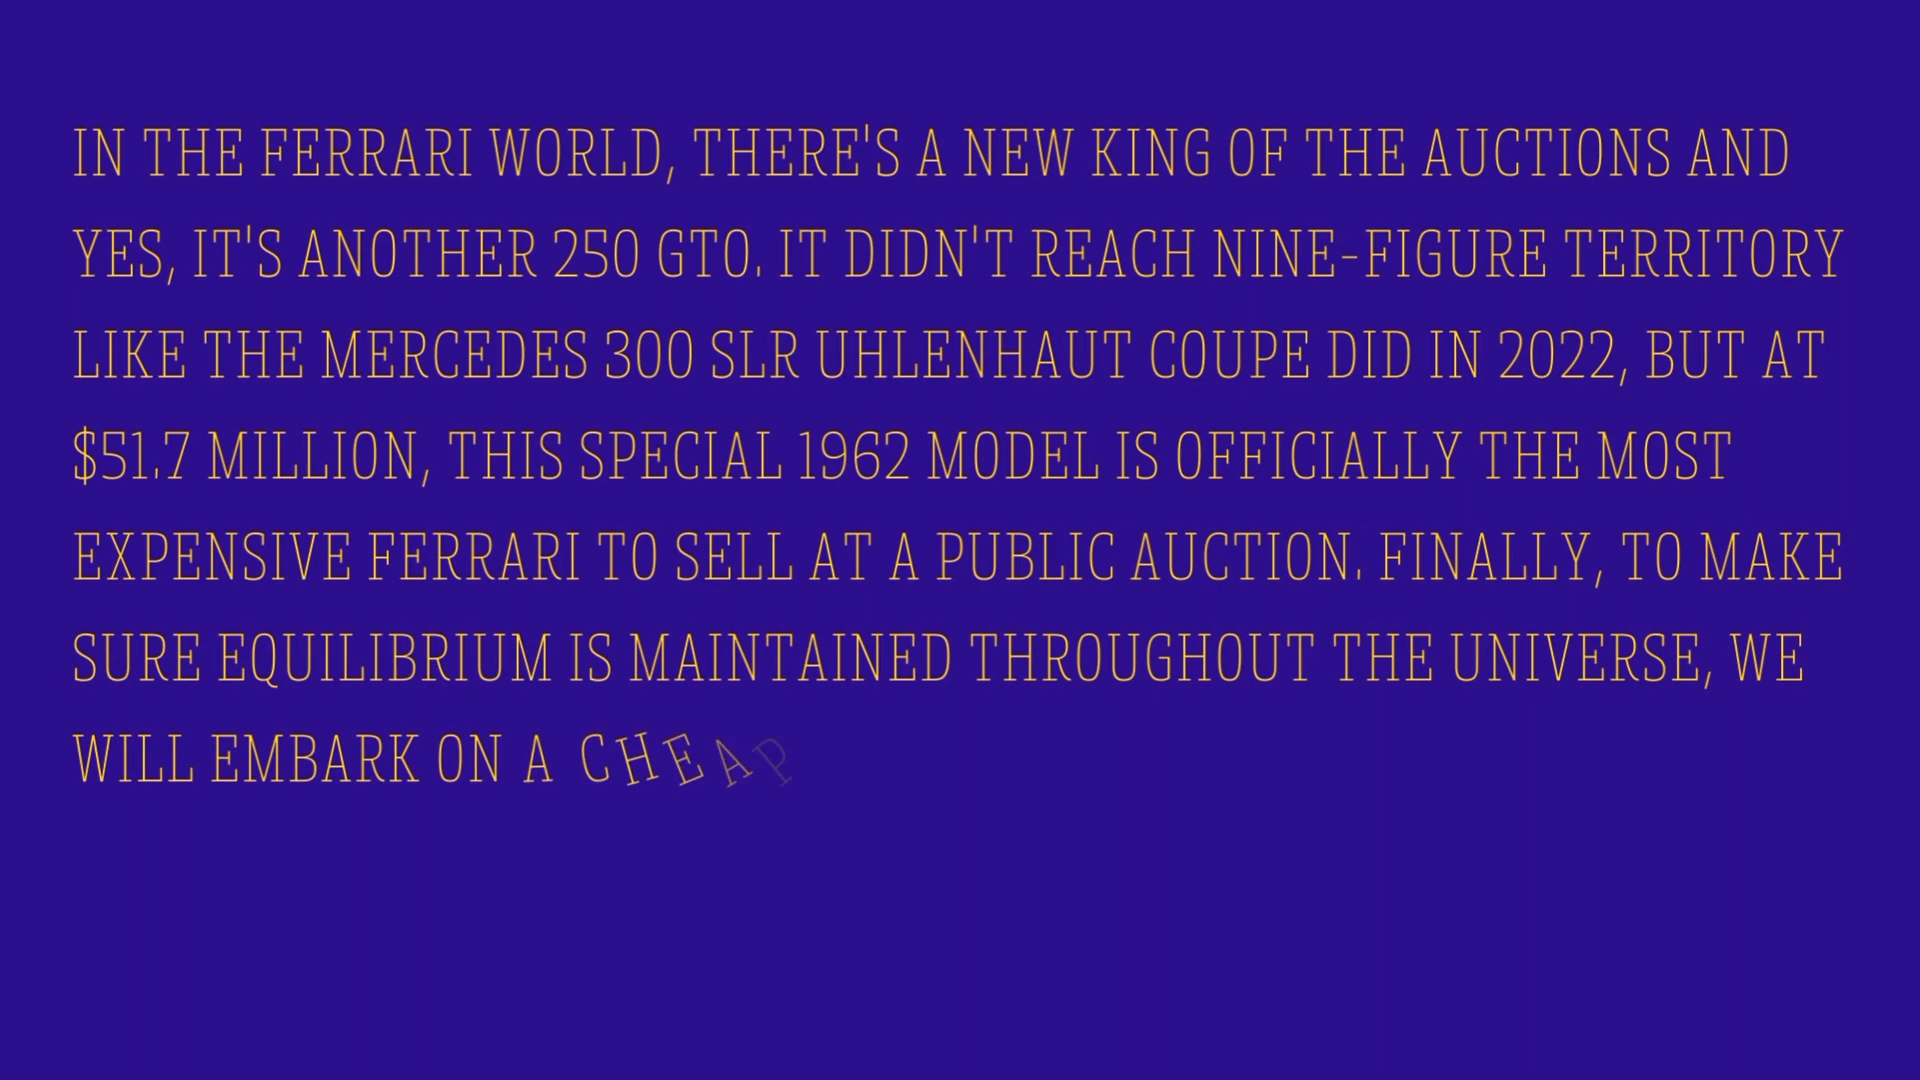 IN THE FERRARI WORLD, THERE'S A NEW KING OF THE AUCTIONS AND
YES, IT'S ANOTHER 250 GTO. IT DIDN'T REACH NINE-FIGURE TERRITORY
LIKE THE MERCEDES 300 SLR UHLENHAUT COUPE DID IN 2022, BUT AT
$51.7 MILLION, THIS SPECIAL 1962 MODEL IS OFFICIALLY THE MOST
EXPENSIVE FERRARI TO SELL AT A PUBLIC AUCTION. FINALLY, TO MAKE
SURE EQUILIBRIUM IS MAINTAINED THROUGHOUT THE UNIVERSE, WE
WILL EMBARK ON A CHEAP